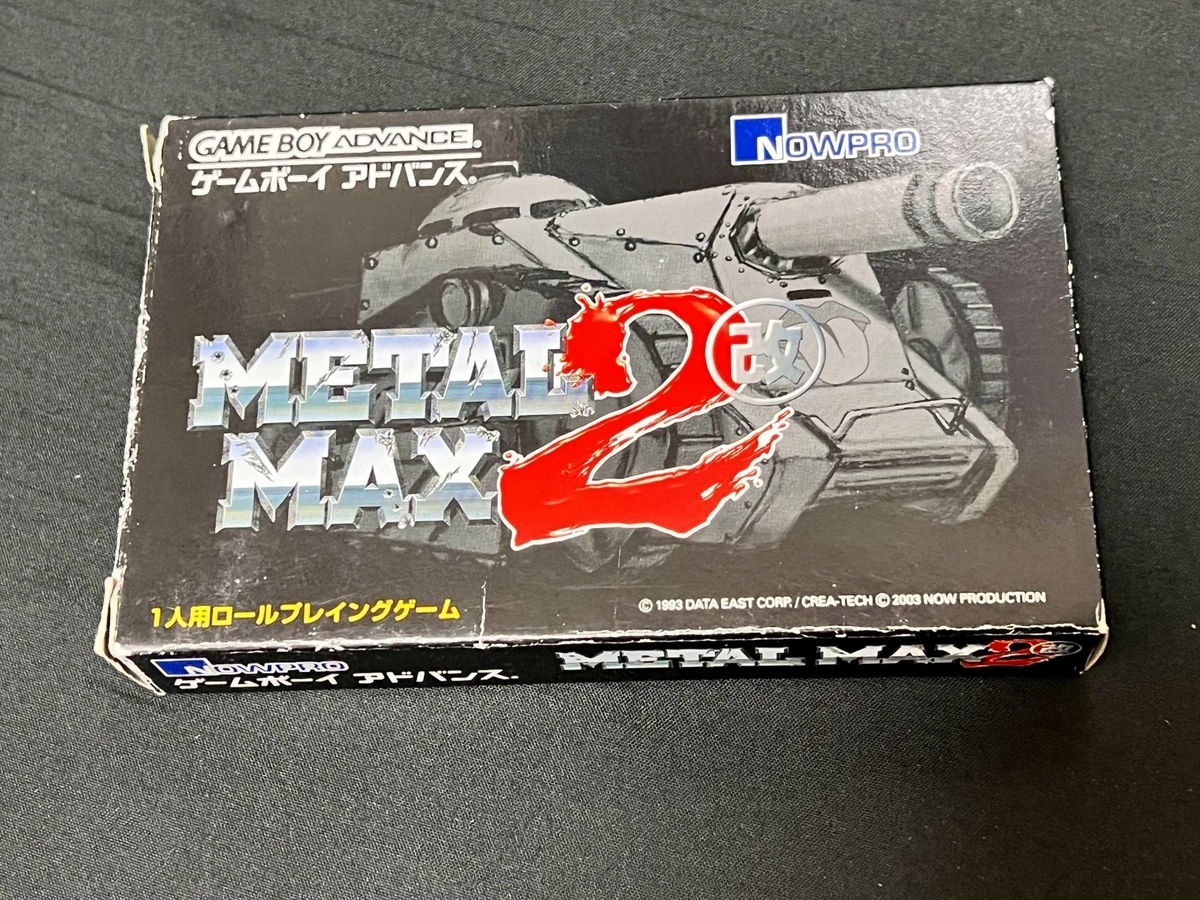 GAME BOY ADVANCE
ゲームボーイ アドバンス.
NOWPRO
METAL
MAX 2 改
1人用ロールプレイングゲーム
© 1993 DATA EAST CORP. / CREA-TECH © 2003 NOW PRODUCTION
NOWPRO
ゲームボーイ アドバンス.
METAL MAX 2 改